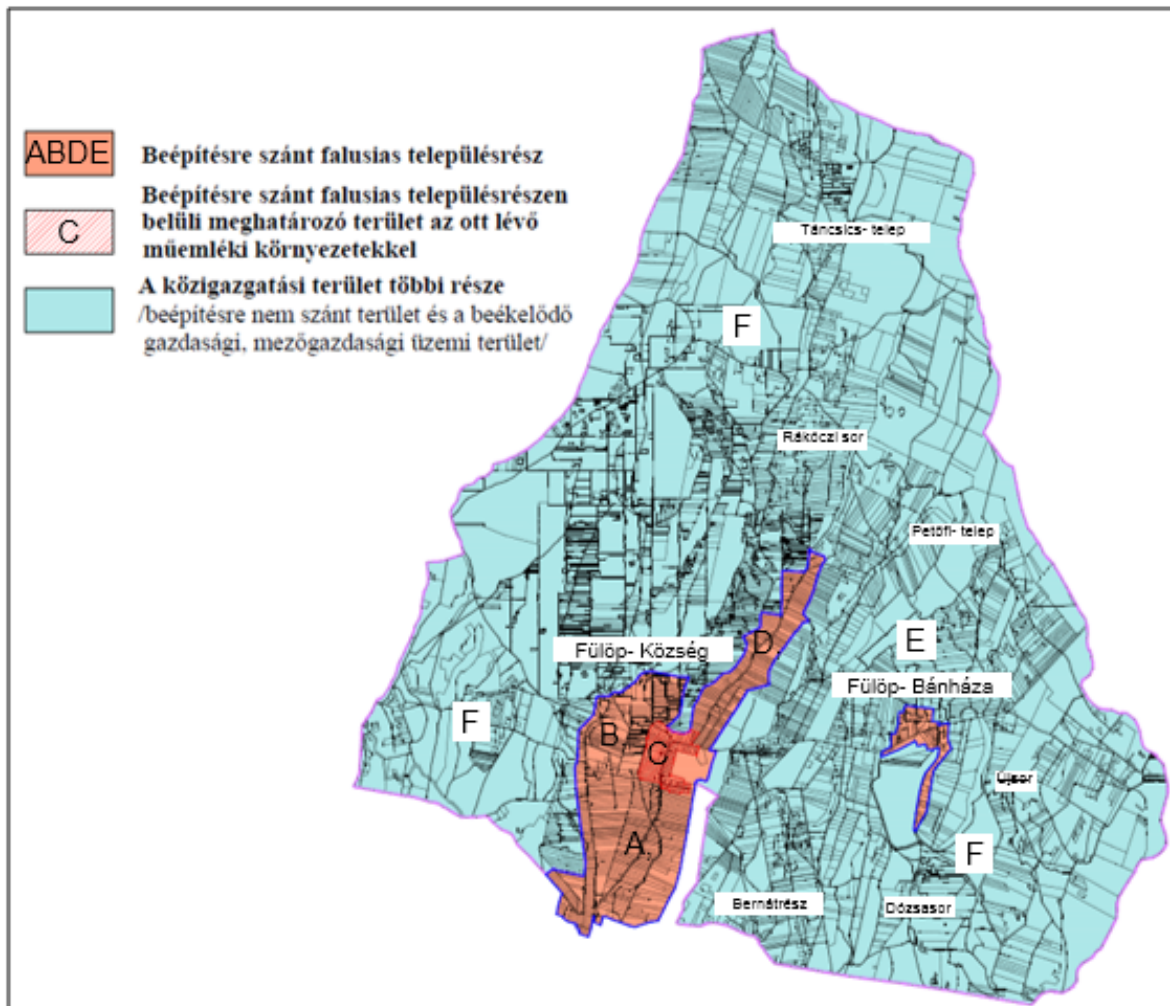 ABDE
Beépítésre szánt falusias településrész
C
Beépítésre szánt falusias településrészen
belüli meghatározó terület az ott lévő
műemléki környezetekkel
A közigazgatási terület többi része
/beépítésre nem szánt terület és a beékelődő
gazdasági, mezőgazdasági üzemi terület/
Táncsics- telep
F
Rákóczi sor
Petőfi- telep
D.
E
Fülöp- Község
Fülöp- Bánháza
F
B.
C
Újsor
A.
F
Bernátrész
Dózsasor